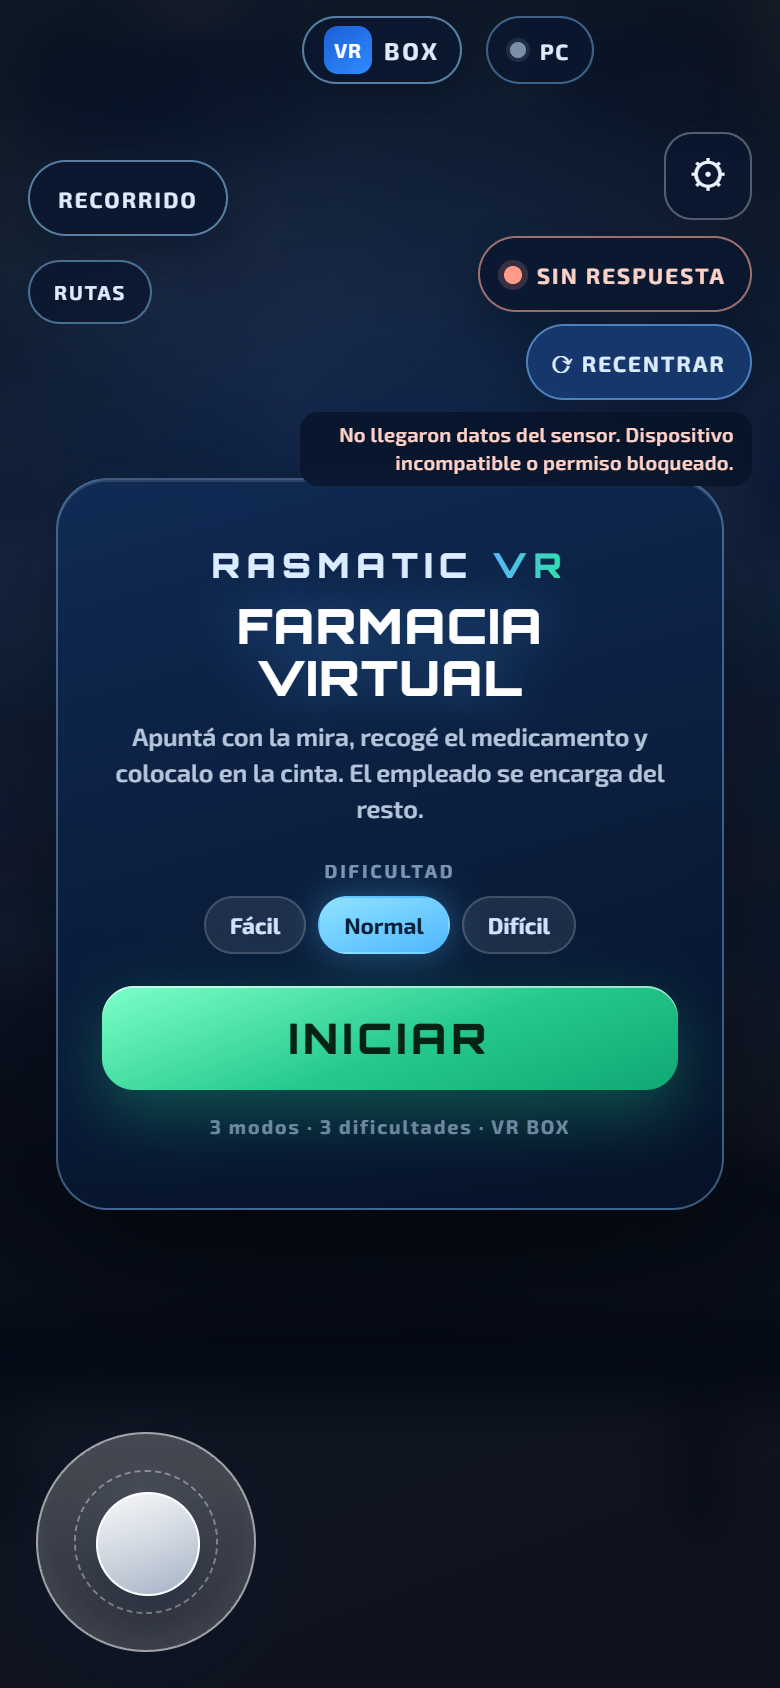 VR BOX
PC
RECORRIDO
RUTAS
SIN RESPUESTA
RECENTRAR
No llegaron datos del sensor. Dispositivo
incompatible o permiso bloqueado.
RASMATIC VR
FARMACIA
VIRTUAL
Apuntá con la mira, recogé el medicamento y
colocalo en la cinta. El empleado se encarga del
resto.
DIFICULTAD
Fácil Normal Difícil
INICIAR
3 modos · 3 dificultades · VR BOX